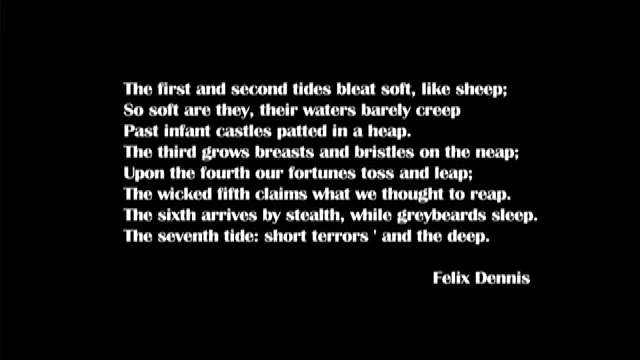 The first and second tides bleat soft, like sheep;
So soft are they, their waters barely creep
Past infant castles patted in a heap.
The third grows breasts and bristles on the neap;
Upon the fourth our fortunes toss and leap;
The wicked fifth claims what we thought to reap.
The sixth arrives by stealth, while greybeards sleep.
The seventh tide: short terrors ' and the deep.
Felix Dennis